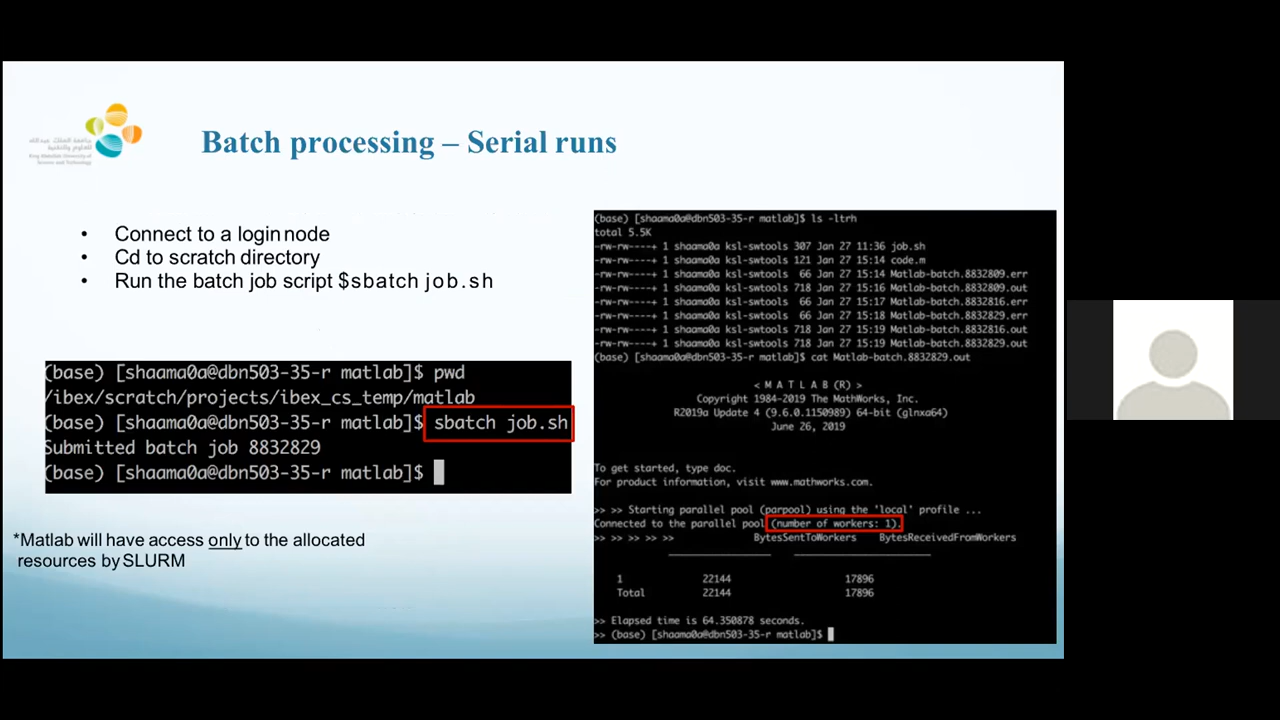 جامعة الملك عبدالله
للعلوم والتقنية
King Abdullah University of
Science and Technology
Batch processing – Serial runs
• Connect to a login node
• Cd to scratch directory
• Run the batch job script $sbatch job.sh
(base) [shaama0a@dbn503-35-r matlab]$ pwd
/ibex/scratch/projects/ibex_cs_temp/matlab
(base) [shaama0a@dbn503-35-r matlab]$ sbatch job.sh
Submitted batch job 8832829
(base) [shaama0a@dbn503-35-r matlab]$
*Matlab will have access only to the allocated
resources by SLURM
(base) [shaama0a@dbn503-35-r matlab]$ ls -ltrh
total 5.5K
-rw-rw----+ 1 shaama0a ksl-swtools 307 Jan 27 11:36 job.sh
-rw-rw----+ 1 shaama0a ksl-swtools 121 Jan 27 15:14 code.m
-rw-rw----+ 1 shaama0a ksl-swtools 66 Jan 27 15:14 Matlab-batch.8832809.err
-rw-rw----+ 1 shaama0a ksl-swtools 718 Jan 27 15:16 Matlab-batch.8832809.out
-rw-rw----+ 1 shaama0a ksl-swtools 66 Jan 27 15:17 Matlab-batch.8832816.err
-rw-rw----+ 1 shaama0a ksl-swtools 66 Jan 27 15:18 Matlab-batch.8832829.err
-rw-rw----+ 1 shaama0a ksl-swtools 718 Jan 27 15:19 Matlab-batch.8832816.out
-rw-rw----+ 1 shaama0a ksl-swtools 718 Jan 27 15:19 Matlab-batch.8832829.out
(base) [shaama0a@dbn503-35-r matlab]$ cat Matlab-batch.8832829.out
< M A T L A B (R) >
Copyright 1984-2019 The MathWorks, Inc.
R2019a Update 4 (9.6.0.1150989) 64-bit (glnxa64)
June 26, 2019
To get started, type doc.
For product information, visit www.mathworks.com.
>> >> Starting parallel pool (parpool) using the 'local' profile ...
Connected to the parallel pool (number of workers: 1).
>> >> >> >> >> BytesSentToWorkers BytesReceivedFromWorkers
1 22144 17896
Total 22144 17896
>> Elapsed time is 64.350878 seconds.
>> (base) [shaama0a@dbn503-35-r matlab]$